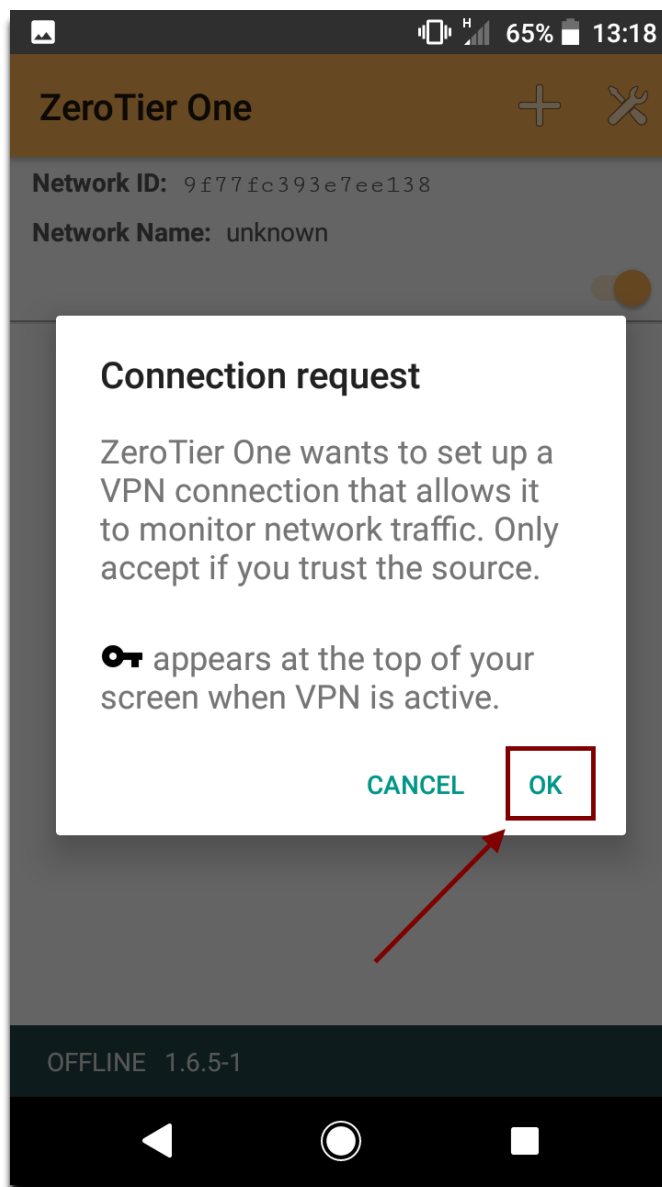 H 65% 13:18
ZeroTier One
Network ID: 9f77fc393e7ee138
Network Name: unknown
Connection request
ZeroTier One wants to set up a
VPN connection that allows it
to monitor network traffic. Only
accept if you trust the source.
appears at the top of your
screen when VPN is active.
CANCEL OK
OFFLINE 1.6.5-1